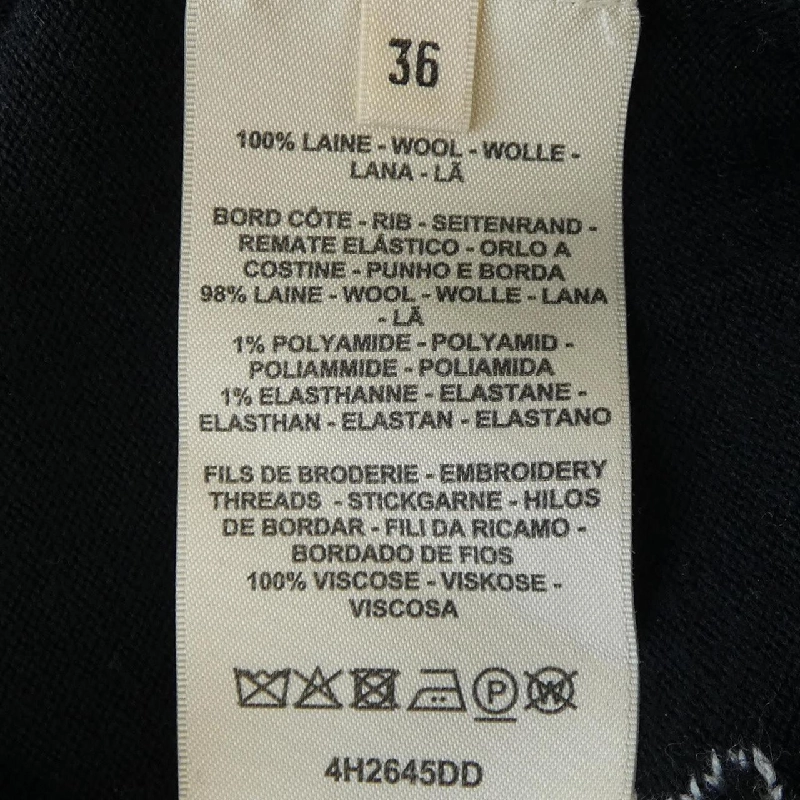 36
100% LAINE - WOOL - WOLLE -
LANA - LÃ
BORD CÔTE - RIB - SEITENRAND -
REMATE ELÁSTICO - ORLO A
COSTINE - PUNHO E BORDA
98% LAINE - WOOL - WOLLE - LANA
- LÃ
1% POLYAMIDE - POLYAMID -
POLIAMMIDE - POLIAMIDA
1% ELASTHANNE - ELASTANE -
ELASTHAN - ELASTAN - ELASTANO
FILS DE BRODERIE - EMBROIDERY
THREADS - STICKGARNE - HILOS
DE BORDAR - FILI DA RICAMO -
BORDADO DE FIOS
100% VISCOSE - VISKOSE -
VISCOSA
P W
4H2645DD